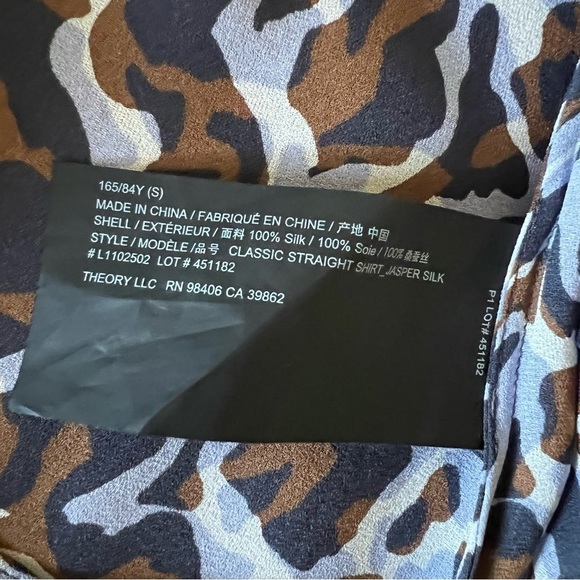 165/84Y (S)
MADE IN CHINA / FABRIQUÉ EN CHINE / 产地 中国
SHELL / EXTÉRIEUR / 面料 100% Silk / 100% Soie / 100% 桑蚕丝
STYLE / MODÈLE / 品号 CLASSIC STRAIGHT SHIRT_JASPER SILK
# L1102502 LOT # 451182
THEORY LLC RN 98406 CA 39862
P1 LOT# 451182